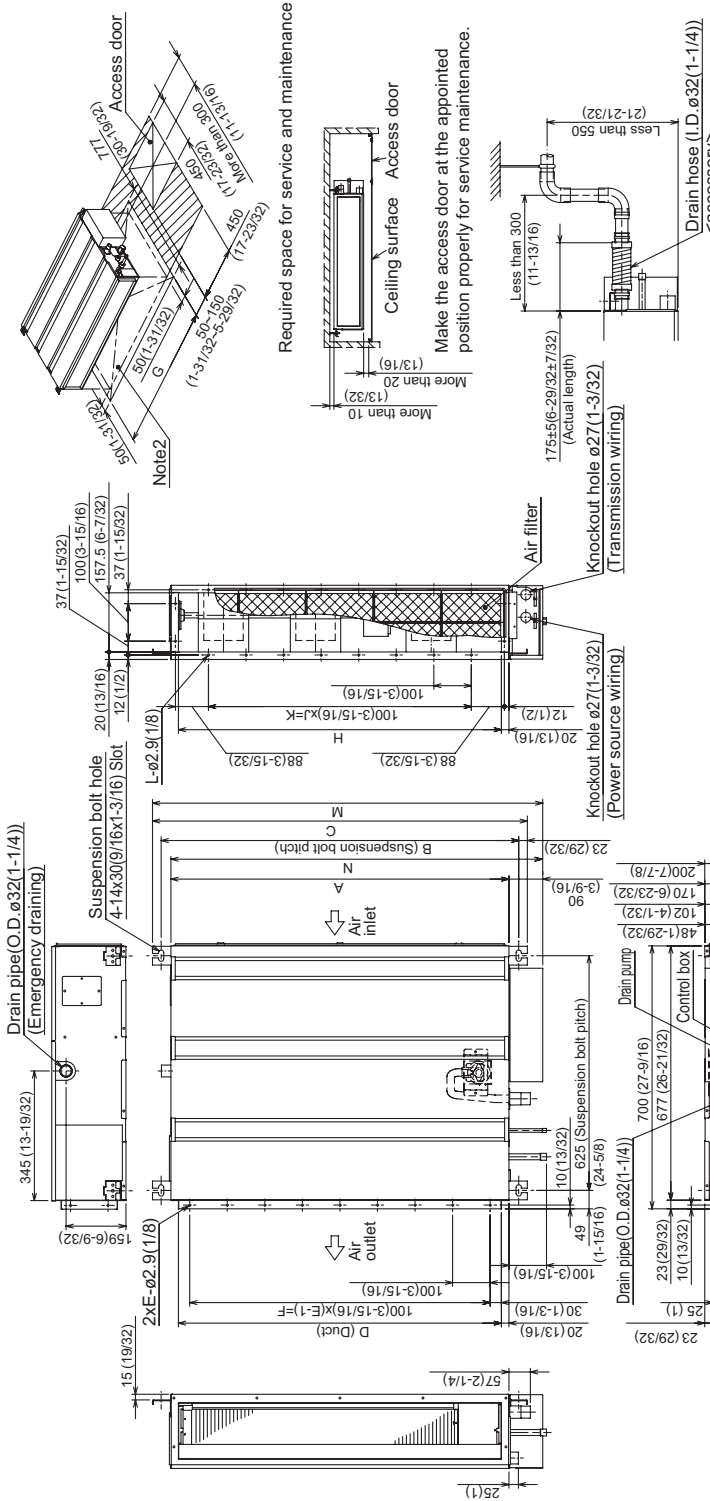 Access door
777
(30-19/32)
More than 300
(11-13/16)
450
(17-23/32)
450
(17-23/32)
50~150
(1-31/32~5-29/32)
50(1-31/32)
G
50(1-31/32)
Note2
Required space for service and maintenance
Ceiling surface
Access door
More than 10
(13/32)
More than 20
(13/16)
Make the access door at the appointed
position properly for service maintenance.
Less than 550
(21-21/32)
Less than 300
(11-13/16)
175±5(6-29/32±7/32)
(Actual length)
Drain hose (I.D.ø32(1-1/4))
37(1-15/32)
100(3-15/16)
157.5 (6-7/32)
37 (1-15/32)
20 (13/16)
12 (1/2)
L-ø2.9(1/8)
100(3-15/16)
100(3-15/16)xJ=K
H
88 (3-15/32)
88 (3-15/32)
12 (1/2)
20 (13/16)
Air filter
Knockout hole ø27(1-3/32)
(Transmission wiring)
Knockout hole ø27(1-3/32)
(Power source wiring)
Drain pipe(O.D.ø32(1-1/4))
(Emergency draining)
345 (13-19/32)
159(6-9/32)
Suspension bolt hole
4-14x30(9/16x1-3/16) Slot
M
C
B (Suspension bolt pitch)
N
A
23 (29/32)
90
(3-9/16)
Air
inlet
Air
outlet
2xE-ø2.9(1/8)
100(3-15/16)
100(3-15/16)x(E-1)=F
D (Duct)
100(3-15/16)
30 (1-3/16)
20 (13/16)
10 (13/32)
49
(1-15/16)
625 (Suspension bolt pitch)
(24-5/8)
15 (19/32)
57(2-1/4)
25(1)
Drain pipe(O.D.ø32(1-1/4))
700 (27-9/16)
677 (26-21/32)
23 (29/32)
10 (13/32)
25 (1)
23 (29/32)
Drain pump
Control box
48(1-29/32)
102 (4-1/32)
170 (6-23/32)
200(7-7/8)